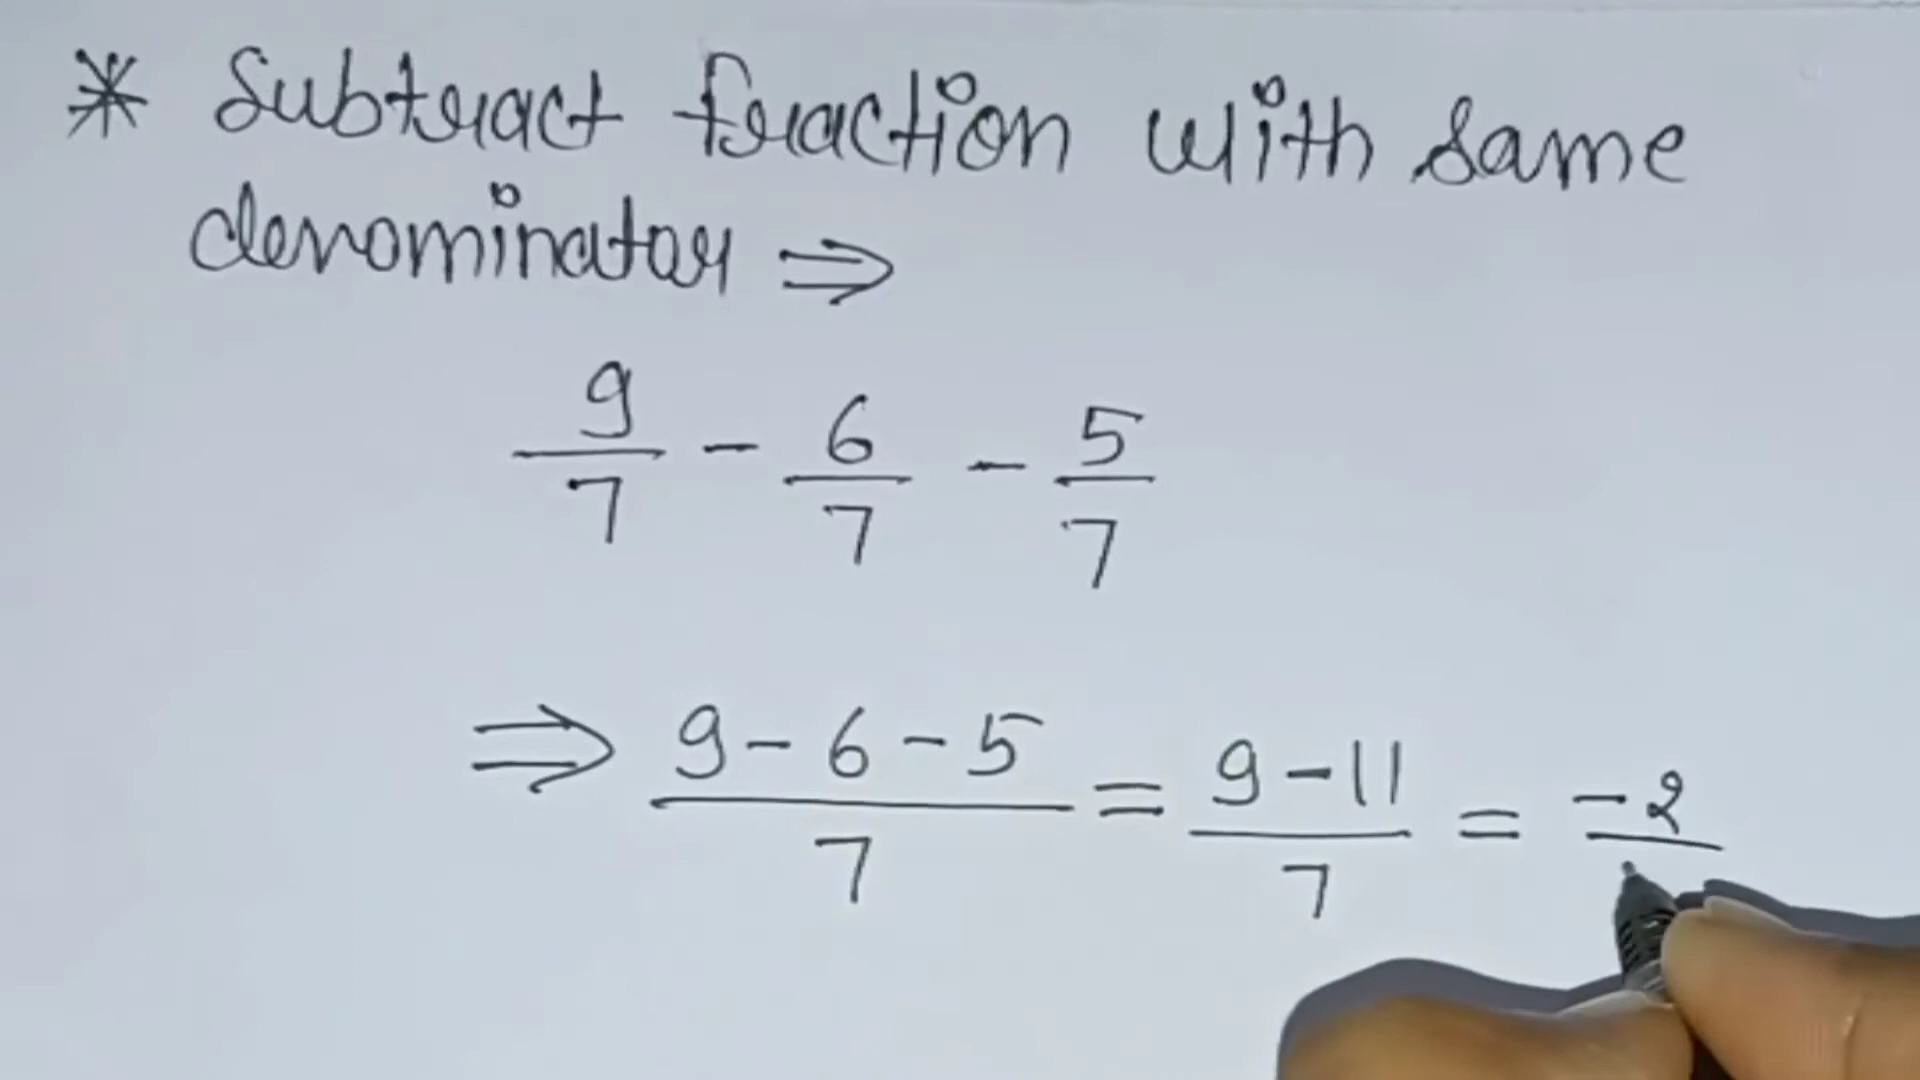 * Subtract fraction with same
denominator ⇒
9/7 - 6/7 - 5/7
⇒ 9-6-5/7 = 9-11/7 = -2/